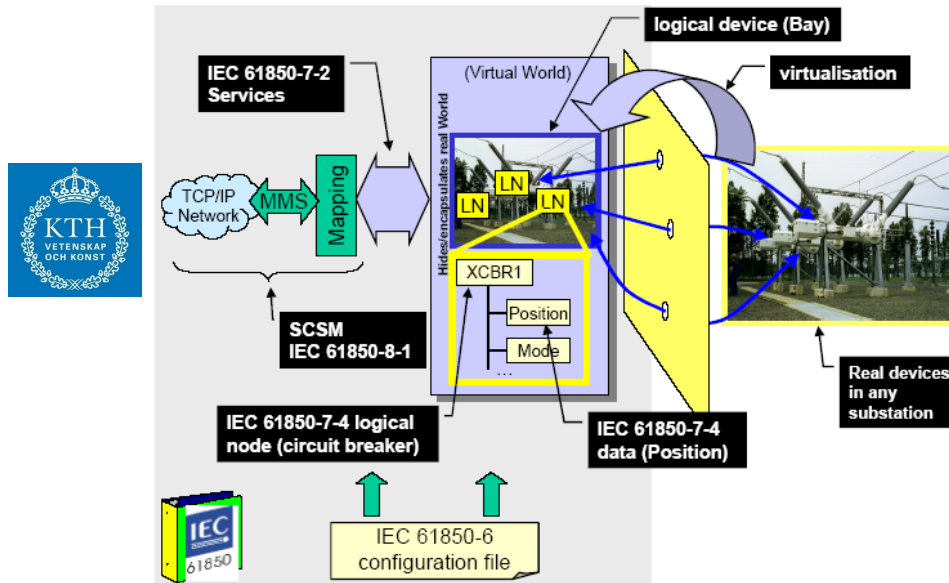 logical device (Bay)
IEC 61850-7-2
Services
(Virtual World)
virtualisation
Hides/encapsulates real World
LN
LN
LN
TCP/IP
Network
MMS
Mapping
KTH
VETENSKAP
OCH KONST
XCBR1
Position
Mode
...
SCSM
IEC 61850-8-1
Real devices
in any
substation
IEC 61850-7-4 logical
node (circuit breaker)
IEC 61850-7-4
data (Position)
IEC
61850
IEC 61850-6
configuration file